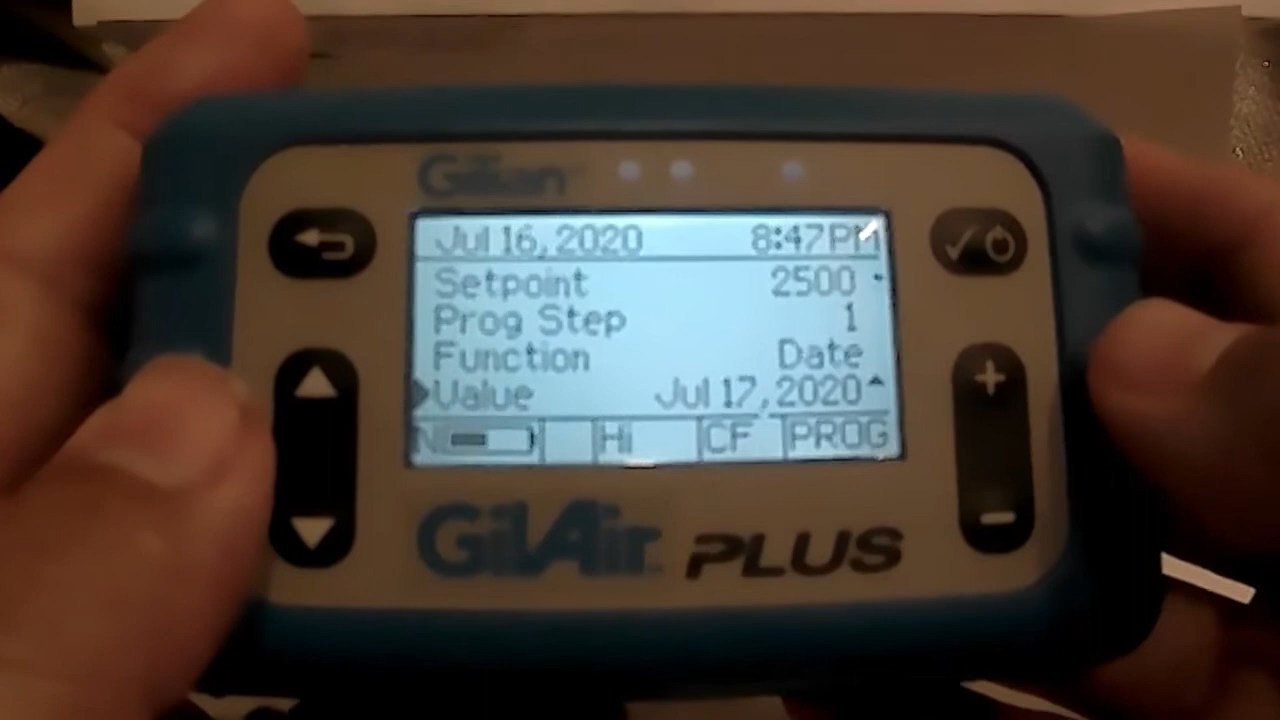 Gilian
Jul 16, 2020 8:47PM
Setpoint 2500
Prog Step 1
Function Date
Value Jul 17, 2020
N Hi CF PROG
GilAir PLUS